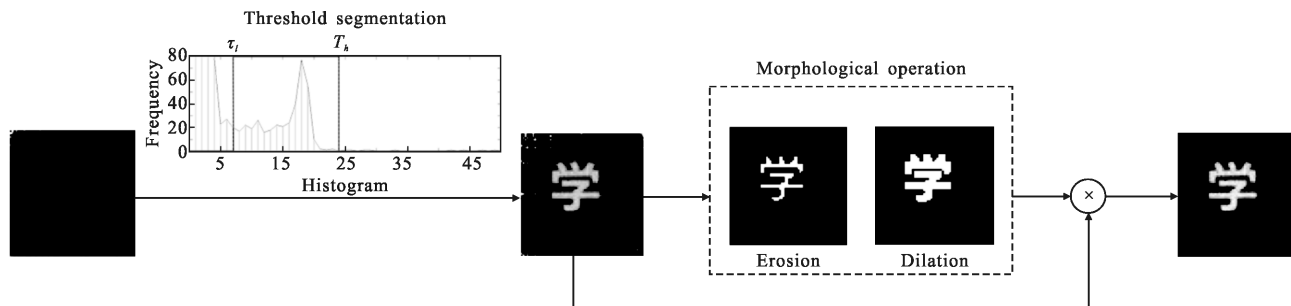 Threshold segmentation
τl Th
Frequency
80
60
40
20
0
5 15 25 35 45
Histogram
学
Morphological operation
学 学
Erosion Dilation
×
学